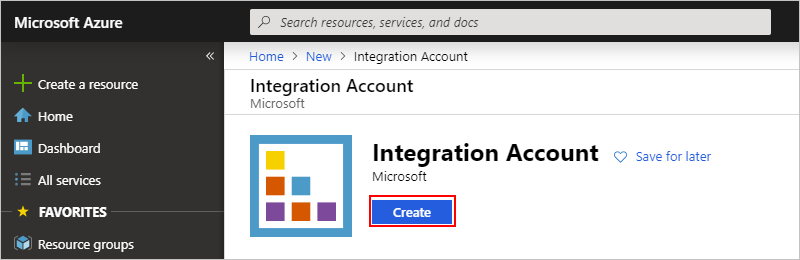 Microsoft Azure
Search resources, services, and docs
«
Create a resource
Home
Dashboard
All services
FAVORITES
Resource groups
Home > New > Integration Account
Integration Account
Microsoft
Integration Account
Save for later
Microsoft
Create